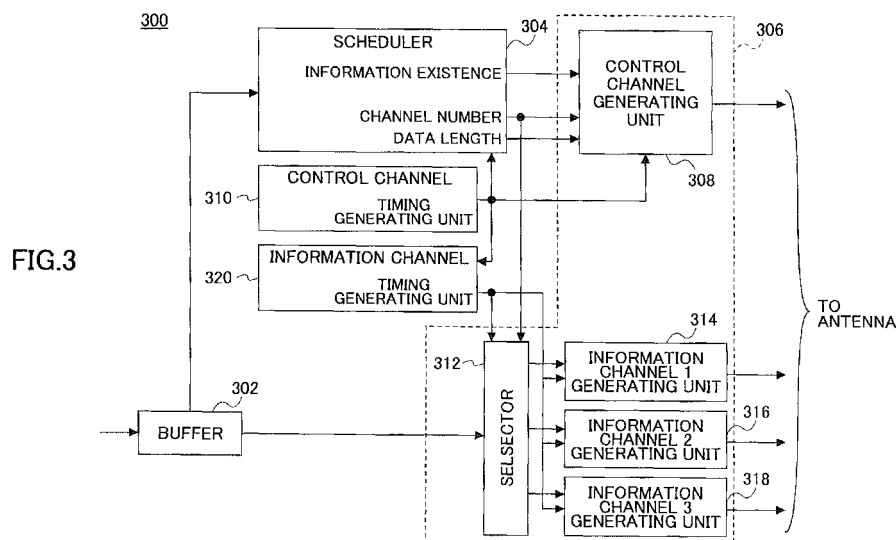 300
304
306
SCHEDULER
INFORMATION EXISTENCE
CHANNEL NUMBER
DATA LENGTH
CONTROL
CHANNEL
GENERATING
UNIT
308
310
CONTROL CHANNEL
TIMING
GENERATING UNIT
FIG.3
320
INFORMATION CHANNEL
TIMING
GENERATING UNIT
TO
ANTENNA
312
314
INFORMATION
CHANNEL 1
GENERATING UNIT
302
BUFFER
SELSECTOR
316
INFORMATION
CHANNEL 2
GENERATING UNIT
318
INFORMATION
CHANNEL 3
GENERATING UNIT